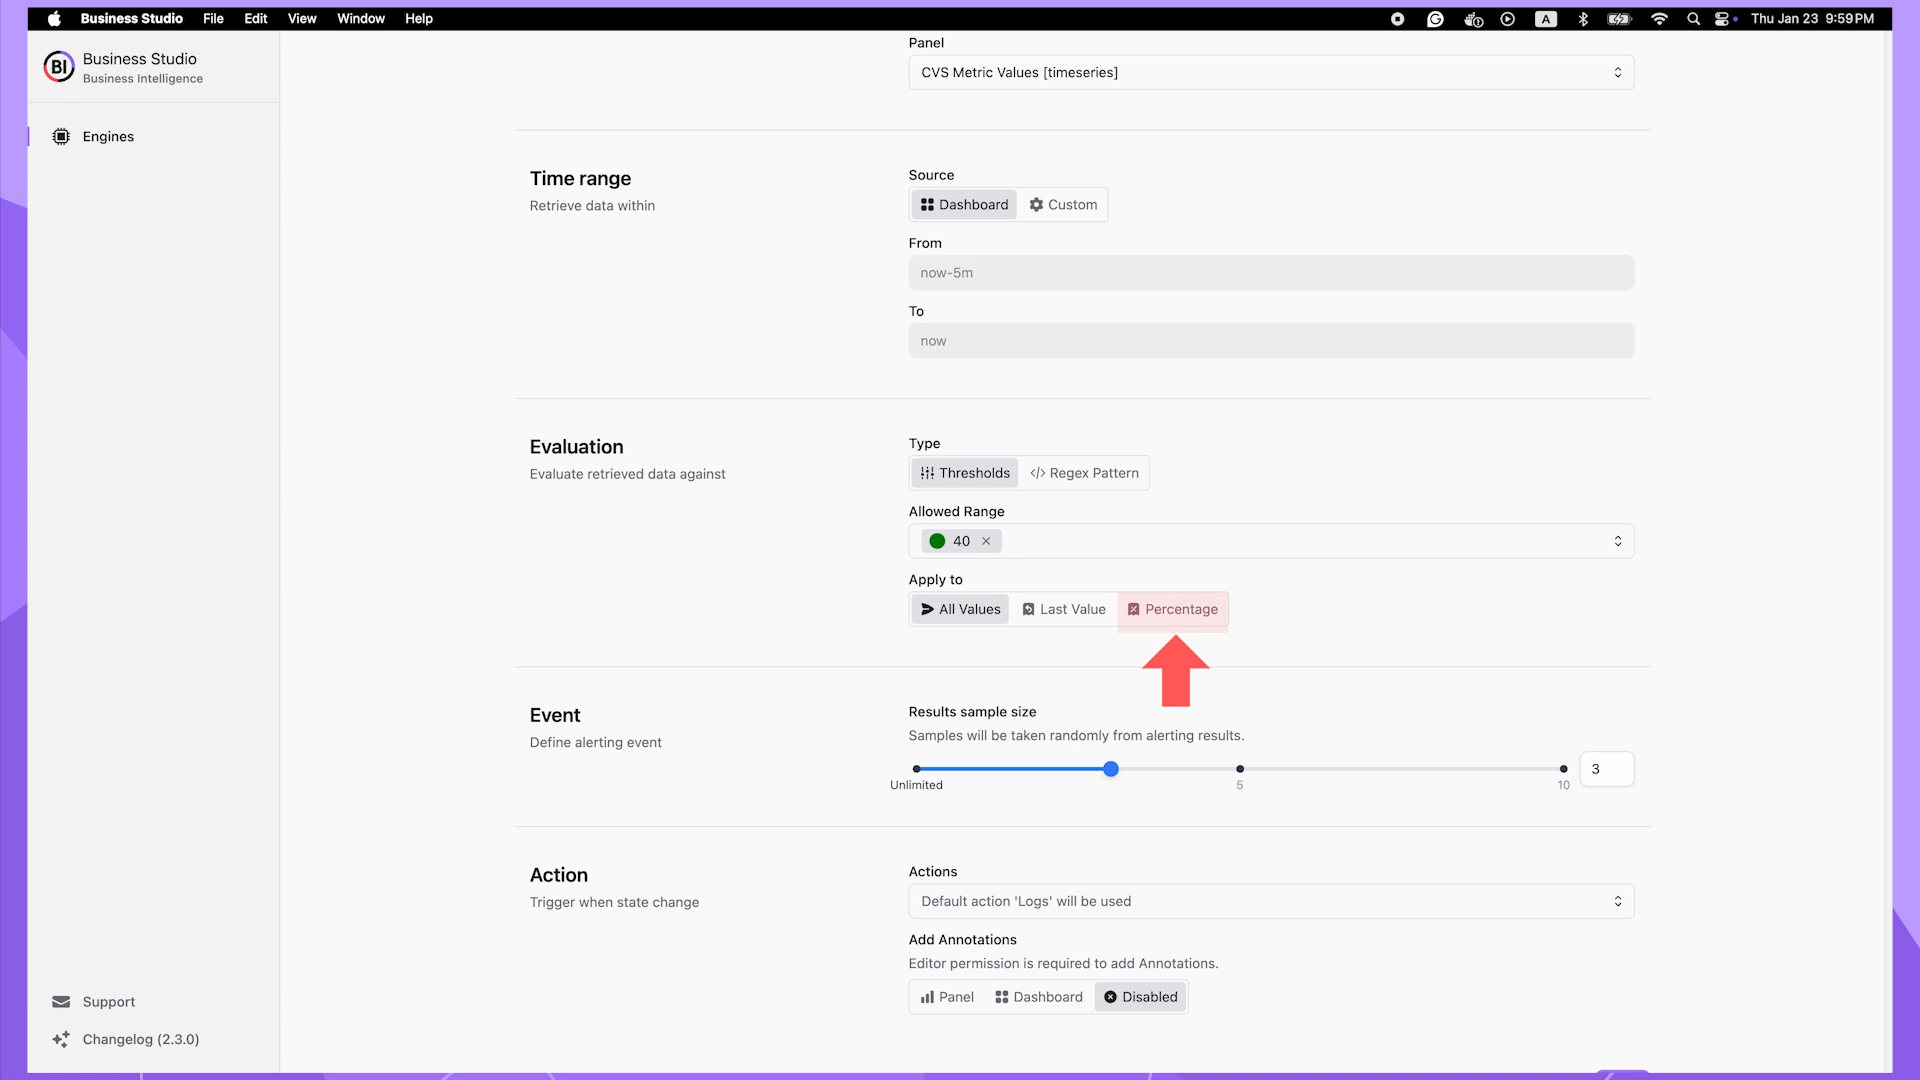 Business Studio File Edit View Window Help A Thu Jan 23 9:59 PM
BI Business Studio
Business Intelligence
Engines
Panel
CVS Metric Values [timeseries]
Time range
Retrieve data within
Source
Dashboard Custom
From
now-5m
To
now
Evaluation
Evaluate retrieved data against
Type
Thresholds </> Regex Pattern
Allowed Range
40 ×
Apply to
All Values Last Value Percentage
Event
Define alerting event
Results sample size
Samples will be taken randomly from alerting results.
3
Unlimited 5 10
Action
Trigger when state change
Actions
Default action 'Logs' will be used
Add Annotations
Editor permission is required to add Annotations.
Panel Dashboard Disabled
Support
Changelog (2.3.0)